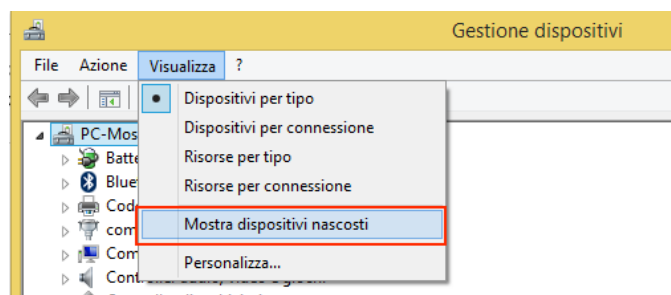 Gestione dispositivi
File Azione Visualizza ?
Dispositivi per tipo
Dispositivi per connessione
Risorse per tipo
Risorse per connessione
Mostra dispositivi nascosti
Personalizza...
PC-Mos
Batte
Blue
Cod
com
Com